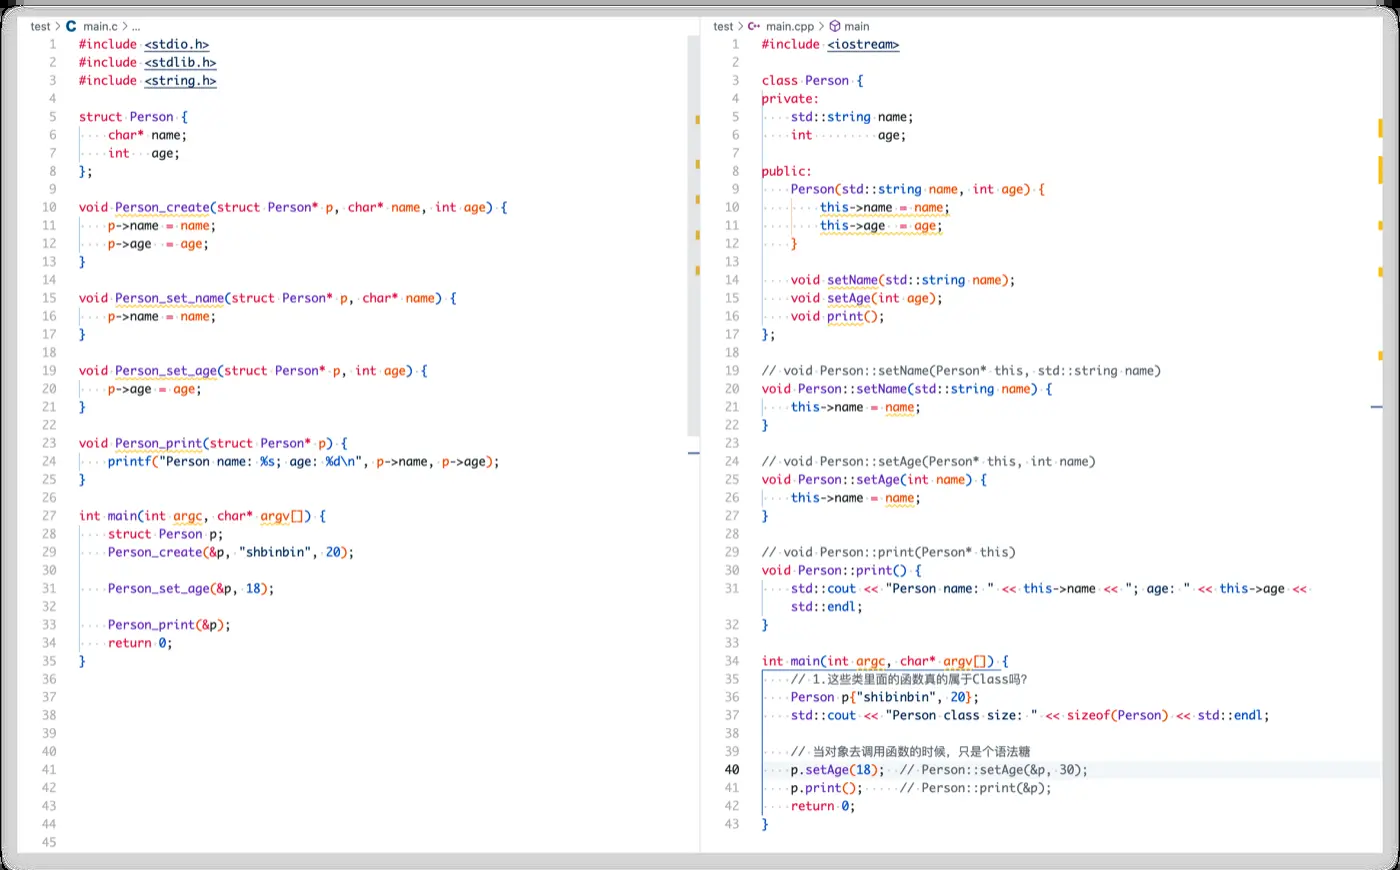 test > C main.c > ...
1 #include <stdio.h>
2 #include <stdlib.h>
3 #include <string.h>
4
5 struct Person {
6     char* name;
7     int   age;
8 };
9
10 void Person_create(struct Person* p, char* name, int age) {
11     p->name = name;
12     p->age  = age;
13 }
14
15 void Person_set_name(struct Person* p, char* name) {
16     p->name = name;
17 }
18
19 void Person_set_age(struct Person* p, int age) {
20     p->age = age;
21 }
22
23 void Person_print(struct Person* p) {
24     printf("Person name: %s; age: %d\n", p->name, p->age);
25 }
26
27 int main(int argc, char* argv[]) {
28     struct Person p;
29     Person_create(&p, "shbinbin", 20);
30
31     Person_set_age(&p, 18);
32
33     Person_print(&p);
34     return 0;
35 }
36
37
38
39
40
41
42
43
44
45
test > C++ main.cpp > main
1 #include <iostream>
2
3 class Person {
4 private:
5     std::string name;
6     int         age;
7
8 public:
9     Person(std::string name, int age) {
10         this->name = name;
11         this->age  = age;
12     }
13
14     void setName(std::string name);
15     void setAge(int age);
16     void print();
17 };
18
19 // void Person::setName(Person* this, std::string name)
20 void Person::setName(std::string name) {
21     this->name = name;
22 }
23
24 // void Person::setAge(Person* this, int name)
25 void Person::setAge(int name) {
26     this->name = name;
27 }
28
29 // void Person::print(Person* this)
30 void Person::print() {
31     std::cout << "Person name: " << this->name << "; age: " << this->age <<
    std::endl;
32 }
33
34 int main(int argc, char* argv[]) {
35     // 1.这些类里面的函数真的属于Class吗?
36     Person p{"shibinbin", 20};
37     std::cout << "Person class size: " << sizeof(Person) << std::endl;
38
39     // 当对象去调用函数的时候，只是个语法糖
40     p.setAge(18);  // Person::setAge(&p, 30);
41     p.print();     // Person::print(&p);
42     return 0;
43 }